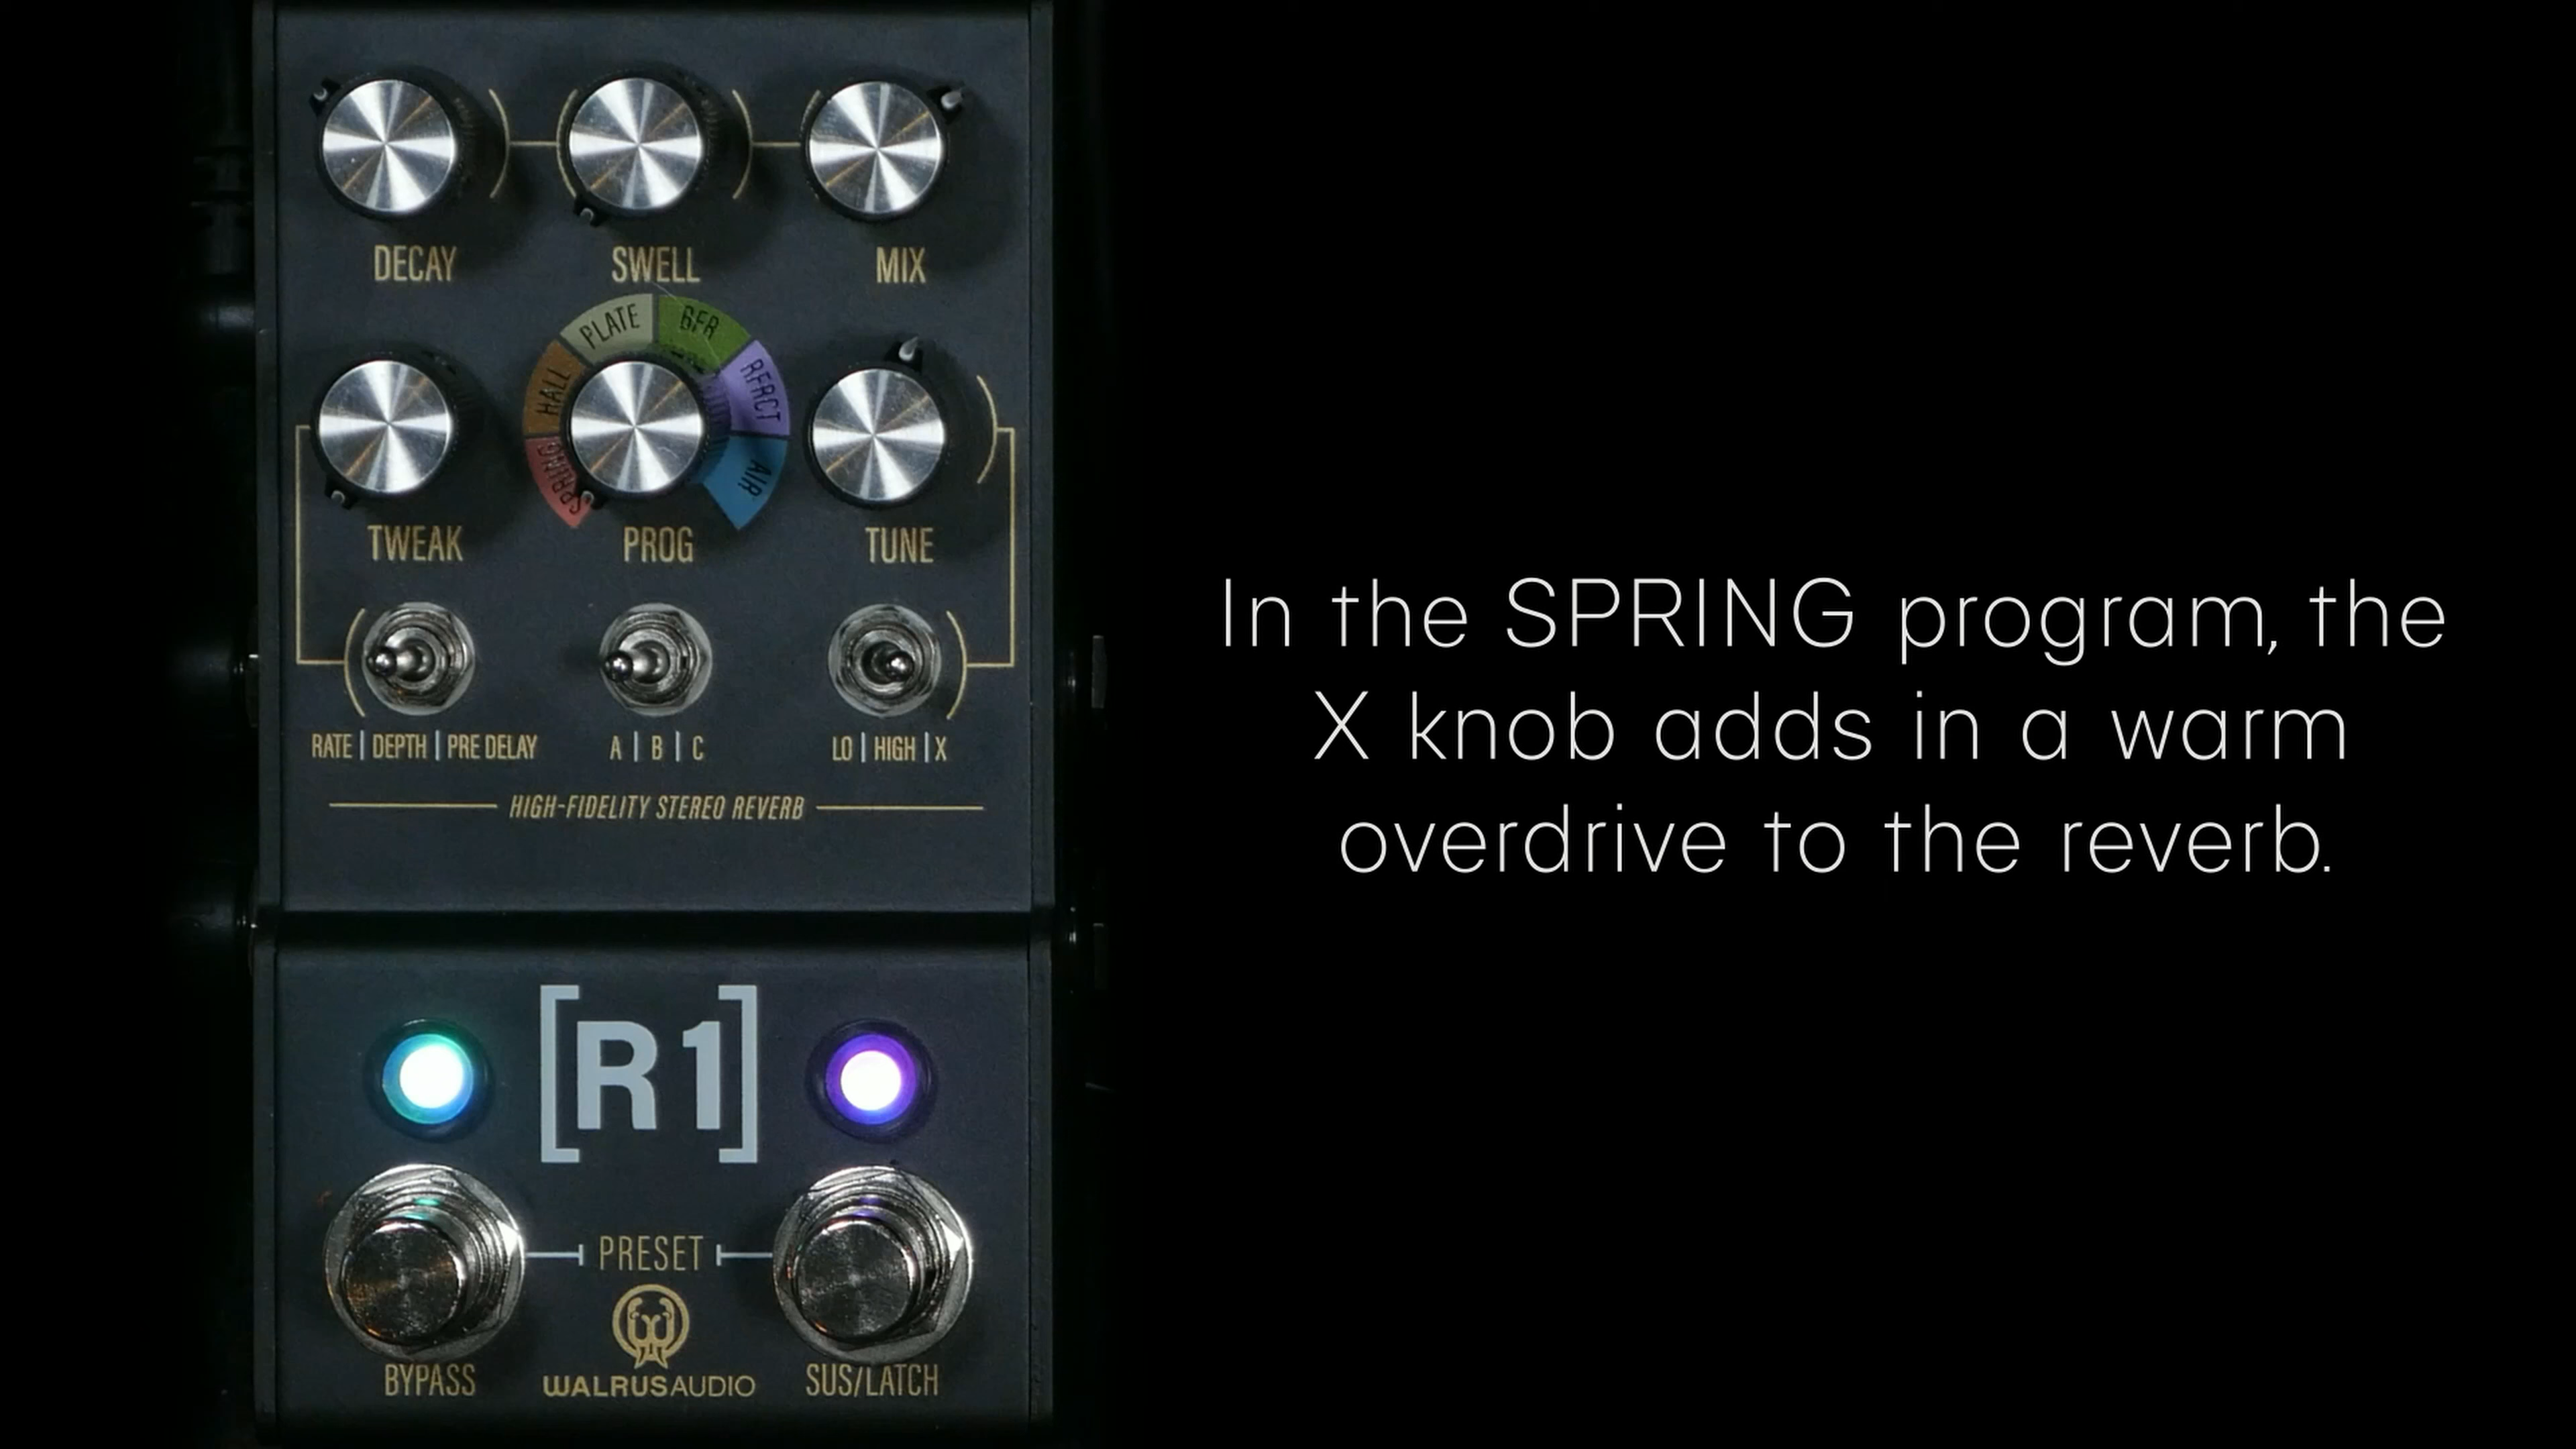 DECAY SWELL MIX
SPRING HALL PLATE BFR RFRCT AIR
TWEAK PROG TUNE
RATE | DEPTH | PRE DELAY A | B | C LO | HIGH | X
HIGH-FIDELITY STEREO REVERB
[R1]
PRESET
BYPASS WALRUSAUDIO SUS/LATCH
In the SPRING program, the
X knob adds in a warm
overdrive to the reverb.